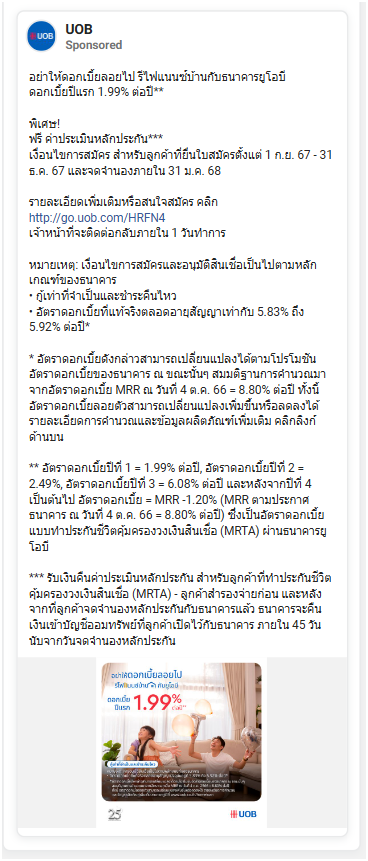 UOB
UOB
Sponsored
อย่าให้ดอกเบี้ยลอยไป รีไฟแนนซ์บ้านกับธนาคารยูโอบี
ดอกเบี้ยปีแรก 1.99% ต่อปี**
พิเศษ!
ฟรี ค่าประเมินหลักประกัน***
เงื่อนไขการสมัคร สำหรับลูกค้าที่ยื่นใบสมัครตั้งแต่ 1 ก.ย. 67 - 31
ธ.ค. 67 และจดจำนองภายใน 31 ม.ค. 68
รายละเอียดเพิ่มเติมหรือสนใจสมัคร คลิก
http://go.uob.com/HRFN4
เจ้าหน้าที่จะติดต่อกลับภายใน 1 วันทำการ
หมายเหตุ: เงื่อนไขการสมัครและอนุมัติสินเชื่อเป็นไปตามหลัก
เกณฑ์ของธนาคาร
• กู้เท่าที่จำเป็นและชำระคืนไหว
• อัตราดอกเบี้ยที่แท้จริงตลอดอายุสัญญาเท่ากับ 5.83% ถึง
5.92% ต่อปี*
* อัตราดอกเบี้ยดังกล่าวสามารถเปลี่ยนแปลงได้ตามโปรโมชัน
อัตราดอกเบี้ยของธนาคาร ณ ขณะนั้นๆ สมมติฐานการคำนวณมา
จากอัตราดอกเบี้ย MRR ณ วันที่ 4 ต.ค. 66 = 8.80% ต่อปี ทั้งนี้
อัตราดอกเบี้ยลอยตัวสามารถเปลี่ยนแปลงเพิ่มขึ้นหรือลดลงได้
รายละเอียดการคำนวณและข้อมูลผลิตภัณฑ์เพิ่มเติม คลิกลิงก์
ด้านบน
** อัตราดอกเบี้ยปีที่ 1 = 1.99% ต่อปี, อัตราดอกเบี้ยปีที่ 2 =
2.49%, อัตราดอกเบี้ยปีที่ 3 = 6.08% ต่อปี และหลังจากปีที่ 4
เป็นต้นไป อัตราดอกเบี้ย = MRR -1.20% (MRR ตามประกาศ
ธนาคาร ณ วันที่ 4 ต.ค. 66 = 8.80% ต่อปี) ซึ่งเป็นอัตราดอกเบี้ย
แบบทำประกันชีวิตคุ้มครองวงเงินสินเชื่อ (MRTA) ผ่านธนาคารยู
โอบี
*** รับเงินคืนค่าประเมินหลักประกัน สำหรับลูกค้าที่ทำประกันชีวิต
คุ้มครองวงเงินสินเชื่อ (MRTA) - ลูกค้าสำรองจ่ายก่อน และหลัง
จากที่ลูกค้าจดจำนองหลักประกันกับธนาคารแล้ว ธนาคารจะคืน
เงินเข้าบัญชีออมทรัพย์ที่ลูกค้าเปิดไว้กับธนาคาร ภายใน 45 วัน
นับจากวันจดจำนองหลักประกัน
อย่าให้ดอกเบี้ยลอยไป
ดอกเบี้ย
ปีแรก 1.99%
25
UOB